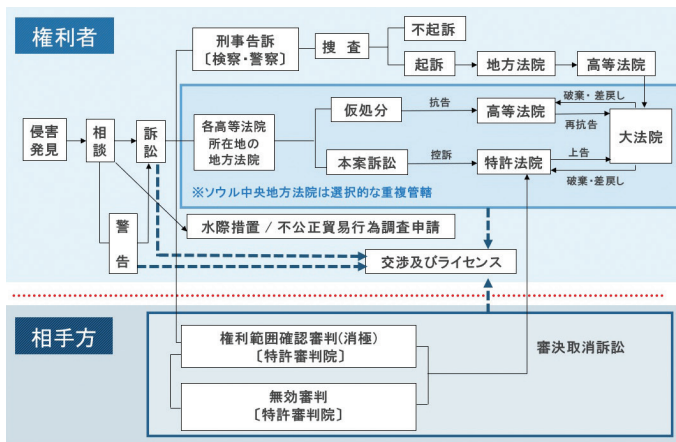 権利者
刑事告訴
〔検察・警察〕
捜 査
不起訴
起訴
地方法院
高等法院
侵害
発見
相
談
訴
訟
警
告
各高等法院
所在地の
地方法院
仮処分
抗告
高等法院
破棄・差戻し
再抗告
大法院
本案訴訟
控訴
特許法院
上告
破棄・差戻し
※ソウル中央地方法院は選択的な重複管轄
水際措置 / 不公正貿易行為調査申請
交渉及びライセンス
相手方
権利範囲確認審判(消極)
〔特許審判院〕
無効審判
〔特許審判院〕
審決取消訴訟